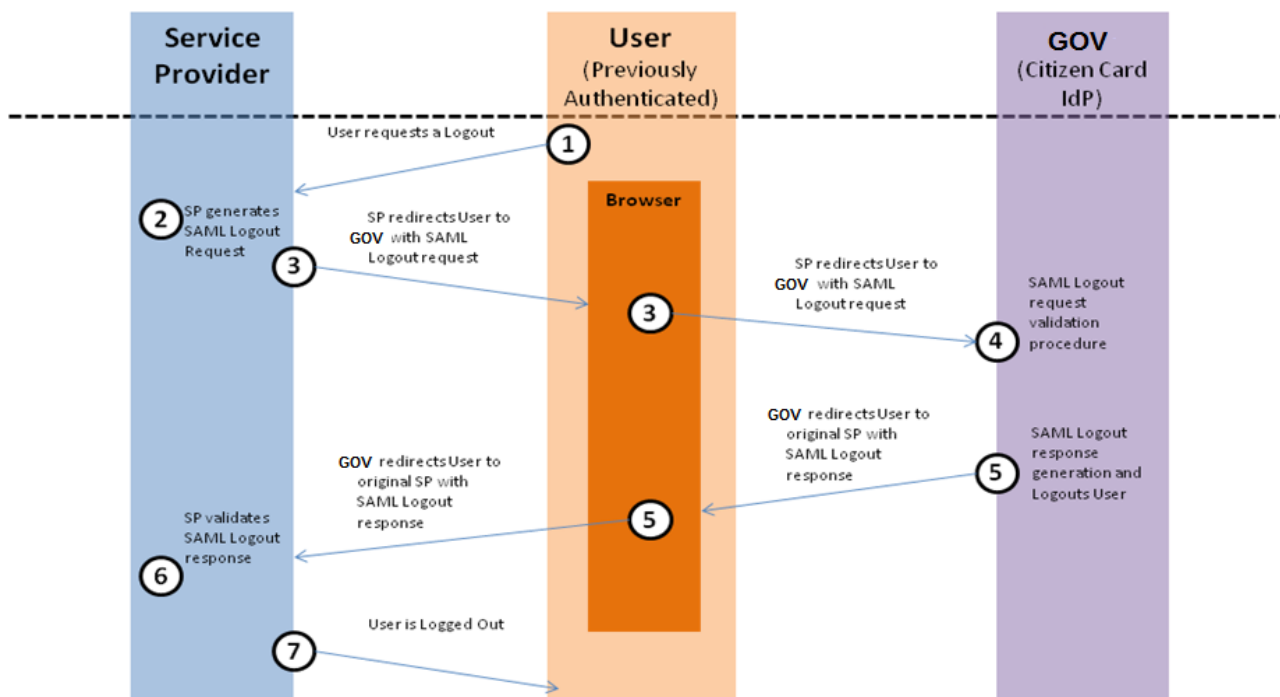 Service
Provider
User
(Previously
Authenticated)
GOV
(Citizen Card
IdP)
User requests a Logout
1
2
SP generates
SAML Logout
Request
3
SP redirects User to
GOV with SAML
Logout request
Browser
3
SP redirects User to
GOV with SAML
Logout request
4
SAML Logout
request
validation
procedure
GOV redirects User to
original SP with
SAML Logout
response
5
SAML Logout
response
generation and
Logouts User
GOV redirects User to
original SP with
SAML Logout
response
5
SP validates
SAML Logout
response
6
User is Logged Out
7